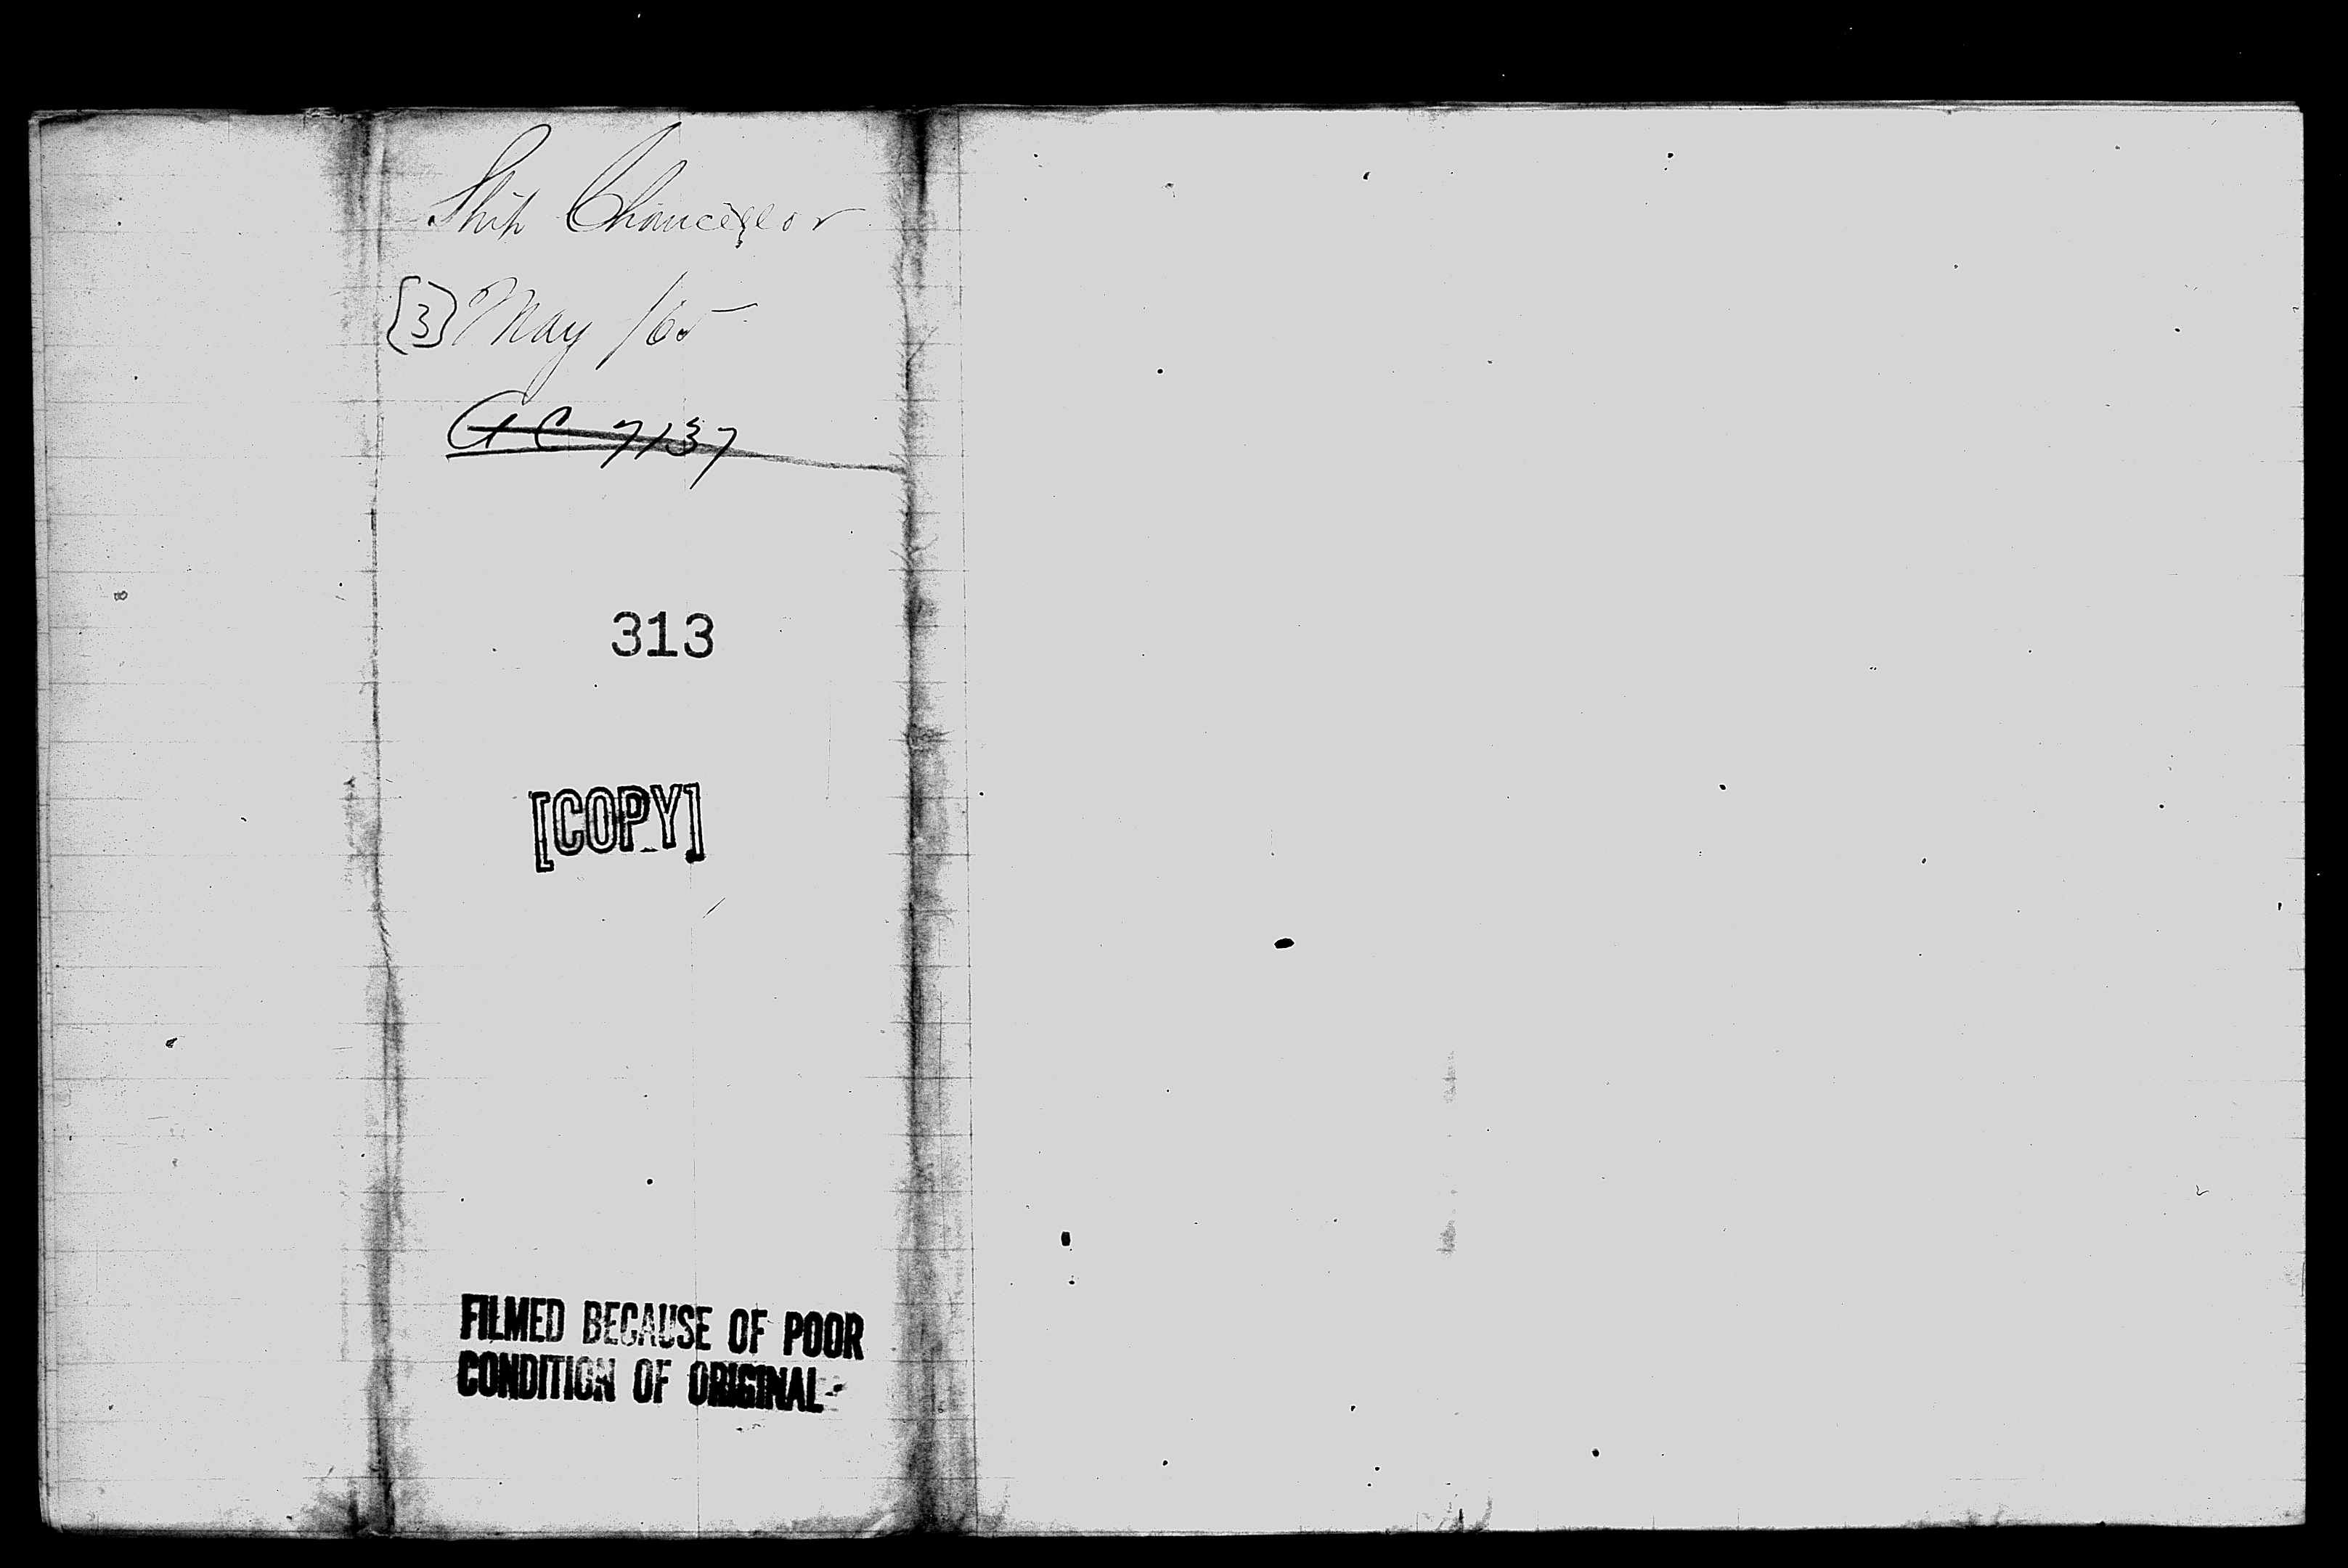 Ship Chancellor
[3] May /65
GC 7137
313
[COPY]
FILMED BECAUSE OF POOR
CONDITION OF ORIGINAL